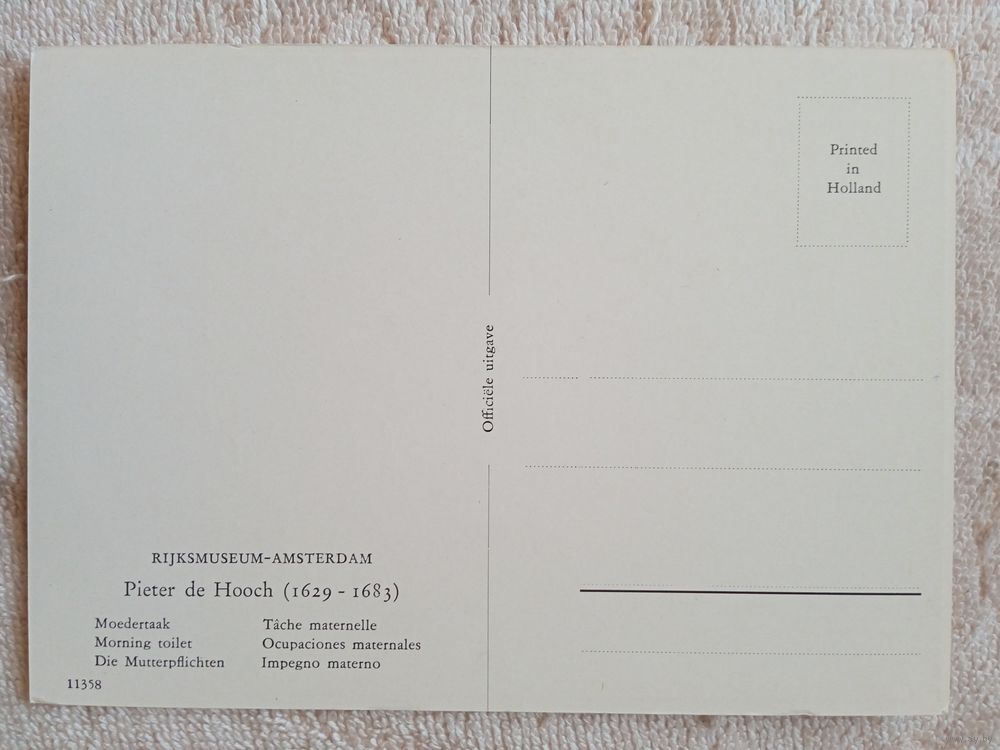 Printed
in
Holland
Officiële uitgave
RIJKSMUSEUM-AMSTERDAM
Pieter de Hooch (1629 - 1683)
Moedertaak
Morning toilet
Die Mutterpflichten
Tâche maternelle
Ocupaciones maternales
Impegno materno
11358